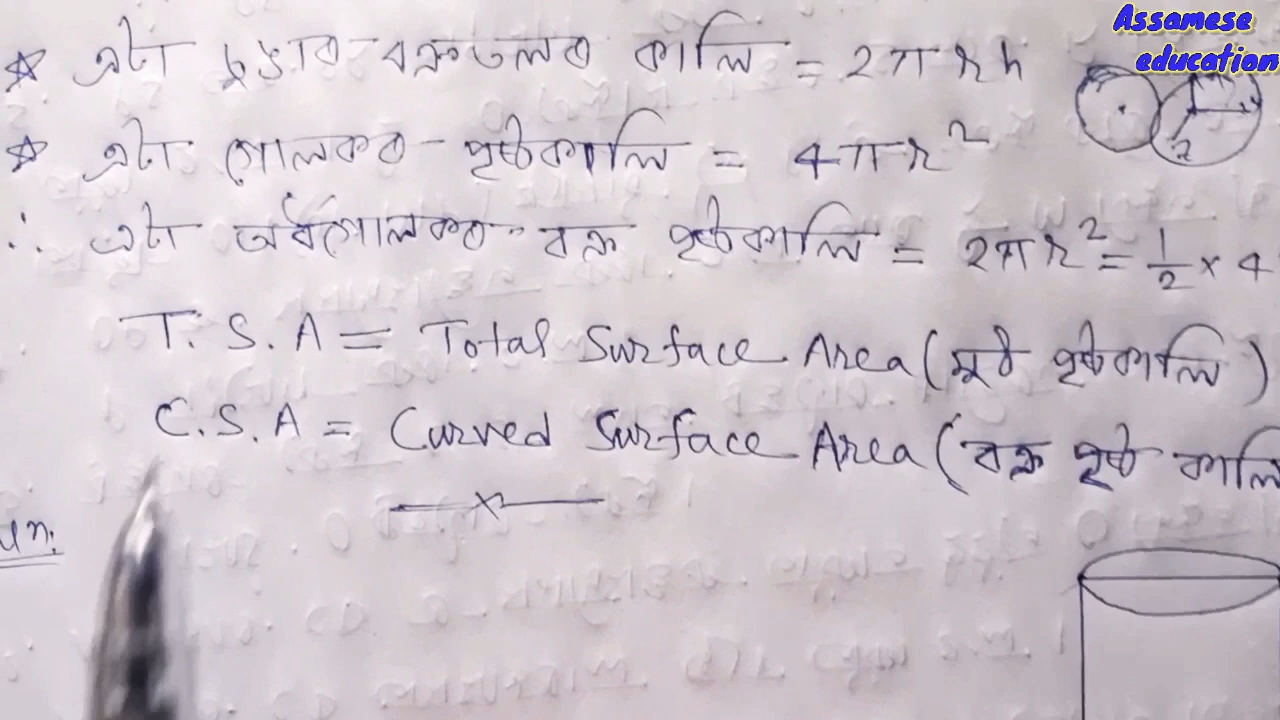 Assamese
education
☆ এটা চুঙাৰ বক্ৰতলৰ কালি = 2πrh
☆ এটা গোলকৰ পৃষ্ঠকালি = 4πr²
∴ এটা অৰ্ধগোলকৰ বক্ৰ পৃষ্ঠকালি = 2πr² = 1/2 × 4
T.S.A = Total Surface Area (মুঠ পৃষ্ঠকালি)
C.S.A = Curved Surface Area (বক্ৰ পৃষ্ঠ কালি